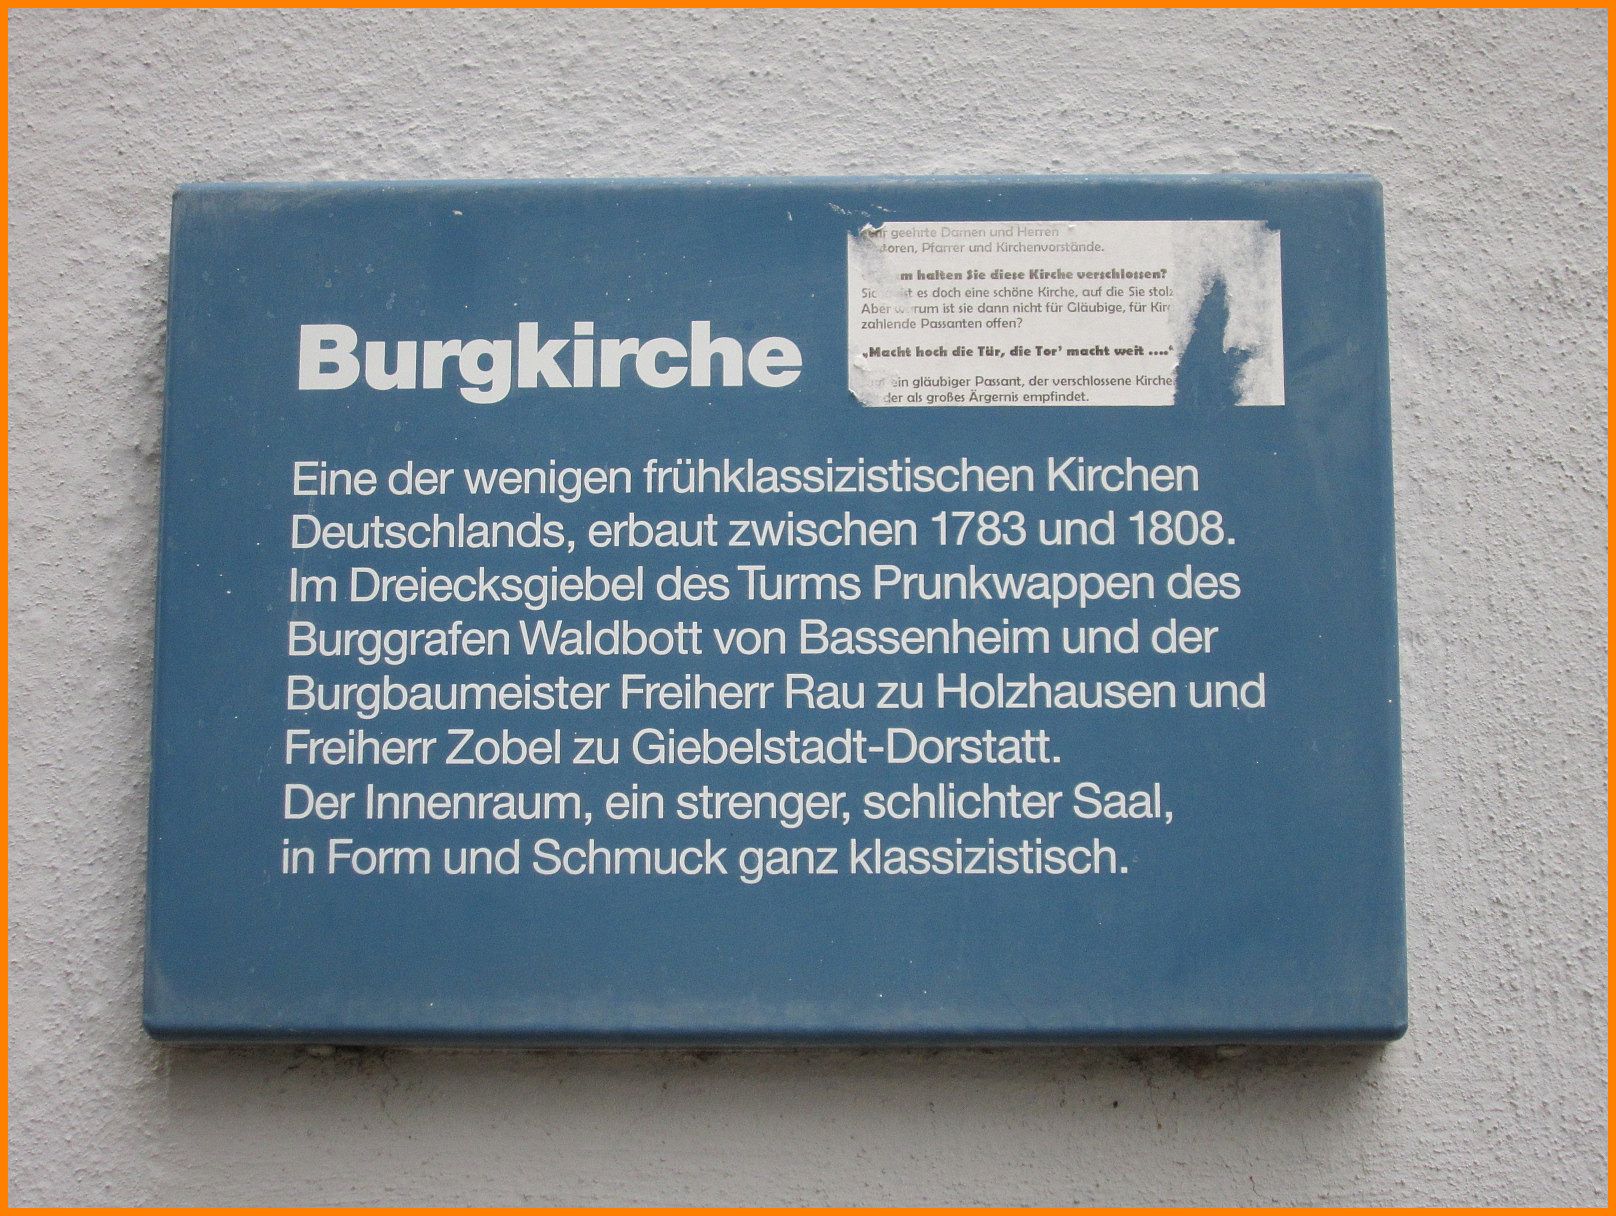 Burgkirche
geehrte Damen und Herren
Pfarrer und Kirchenvorstände.
halten Sie diese Kirche verschlossen?
es doch eine schöne Kirche, auf die Sie
Aber ist sie dann nicht für Gläubige, für
zahlende Passanten offen?
„Macht hoch die Tür, die Tor' macht weit ....“
ein gläubiger Passant, der verschlossene
als großes Ärgernis empfindet.
Eine der wenigen frühklassizistischen Kirchen
Deutschlands, erbaut zwischen 1783 und 1808.
Im Dreiecksgiebel des Turms Prunkwappen des
Burggrafen Waldbott von Bassenheim und der
Burgbaumeister Freiherr Rau zu Holzhausen und
Freiherr Zobel zu Giebelstadt-Dorstatt.
Der Innenraum, ein strenger, schlichter Saal,
in Form und Schmuck ganz klassizistisch.